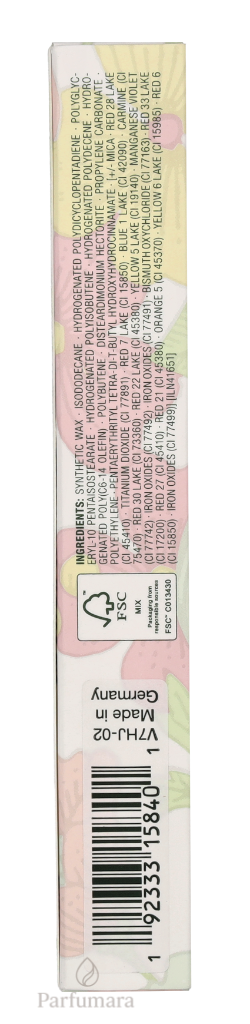 INGREDIENTS: SYNTHETIC WAX · ISODODECANE · HYDROGENATED POLYDICYCLOPENTADIENE · POLYGLYC-
ERYL-10 PENTAISOSTEARATE · HYDROGENATED POLYISOBUTENE · HYDROGENATED POLYDECENE · HYDRO-
GENATED POLY(C6-14 OLEFIN) · POLYBUTENE · DISTEARDIMONIUM HECTORITE · PROPYLENE CARBONATE ·
POLYETHYLENE · PENTAERYTHRITYL TETRA-DI-T-BUTYL HYDROXYHYDROCINNAMATE · [+/- MICA · RED 28 LAKE
(CI 45410) · TITANIUM DIOXIDE (CI 77891) · RED 7 LAKE (CI 15850) · BLUE 1 LAKE (CI 42090) · CARMINE (CI
75470) · RED 30 LAKE (CI 73360) · RED 22 LAKE (CI 45380) · YELLOW 5 LAKE (CI 19140) · MANGANESE VIOLET
(CI 77742) · IRON OXIDES (CI 77492) · IRON OXIDES (CI 77491) · BISMUTH OXYCHLORIDE (CI 77163) · RED 33 LAKE
(CI 17200) · RED 27 (CI 45410) · RED 21 (CI 45380) · ORANGE 5 (CI 45370) · YELLOW 6 LAKE (CI 15985) · RED 6
(CI 15850) · IRON OXIDES (CI 77499)] [ILN41651]
FSC
MIX
Packaging from
responsible sources
FSC™ C013430
V7HJ-02
Made in
Germany
1 92333 15840 1
Parfumara